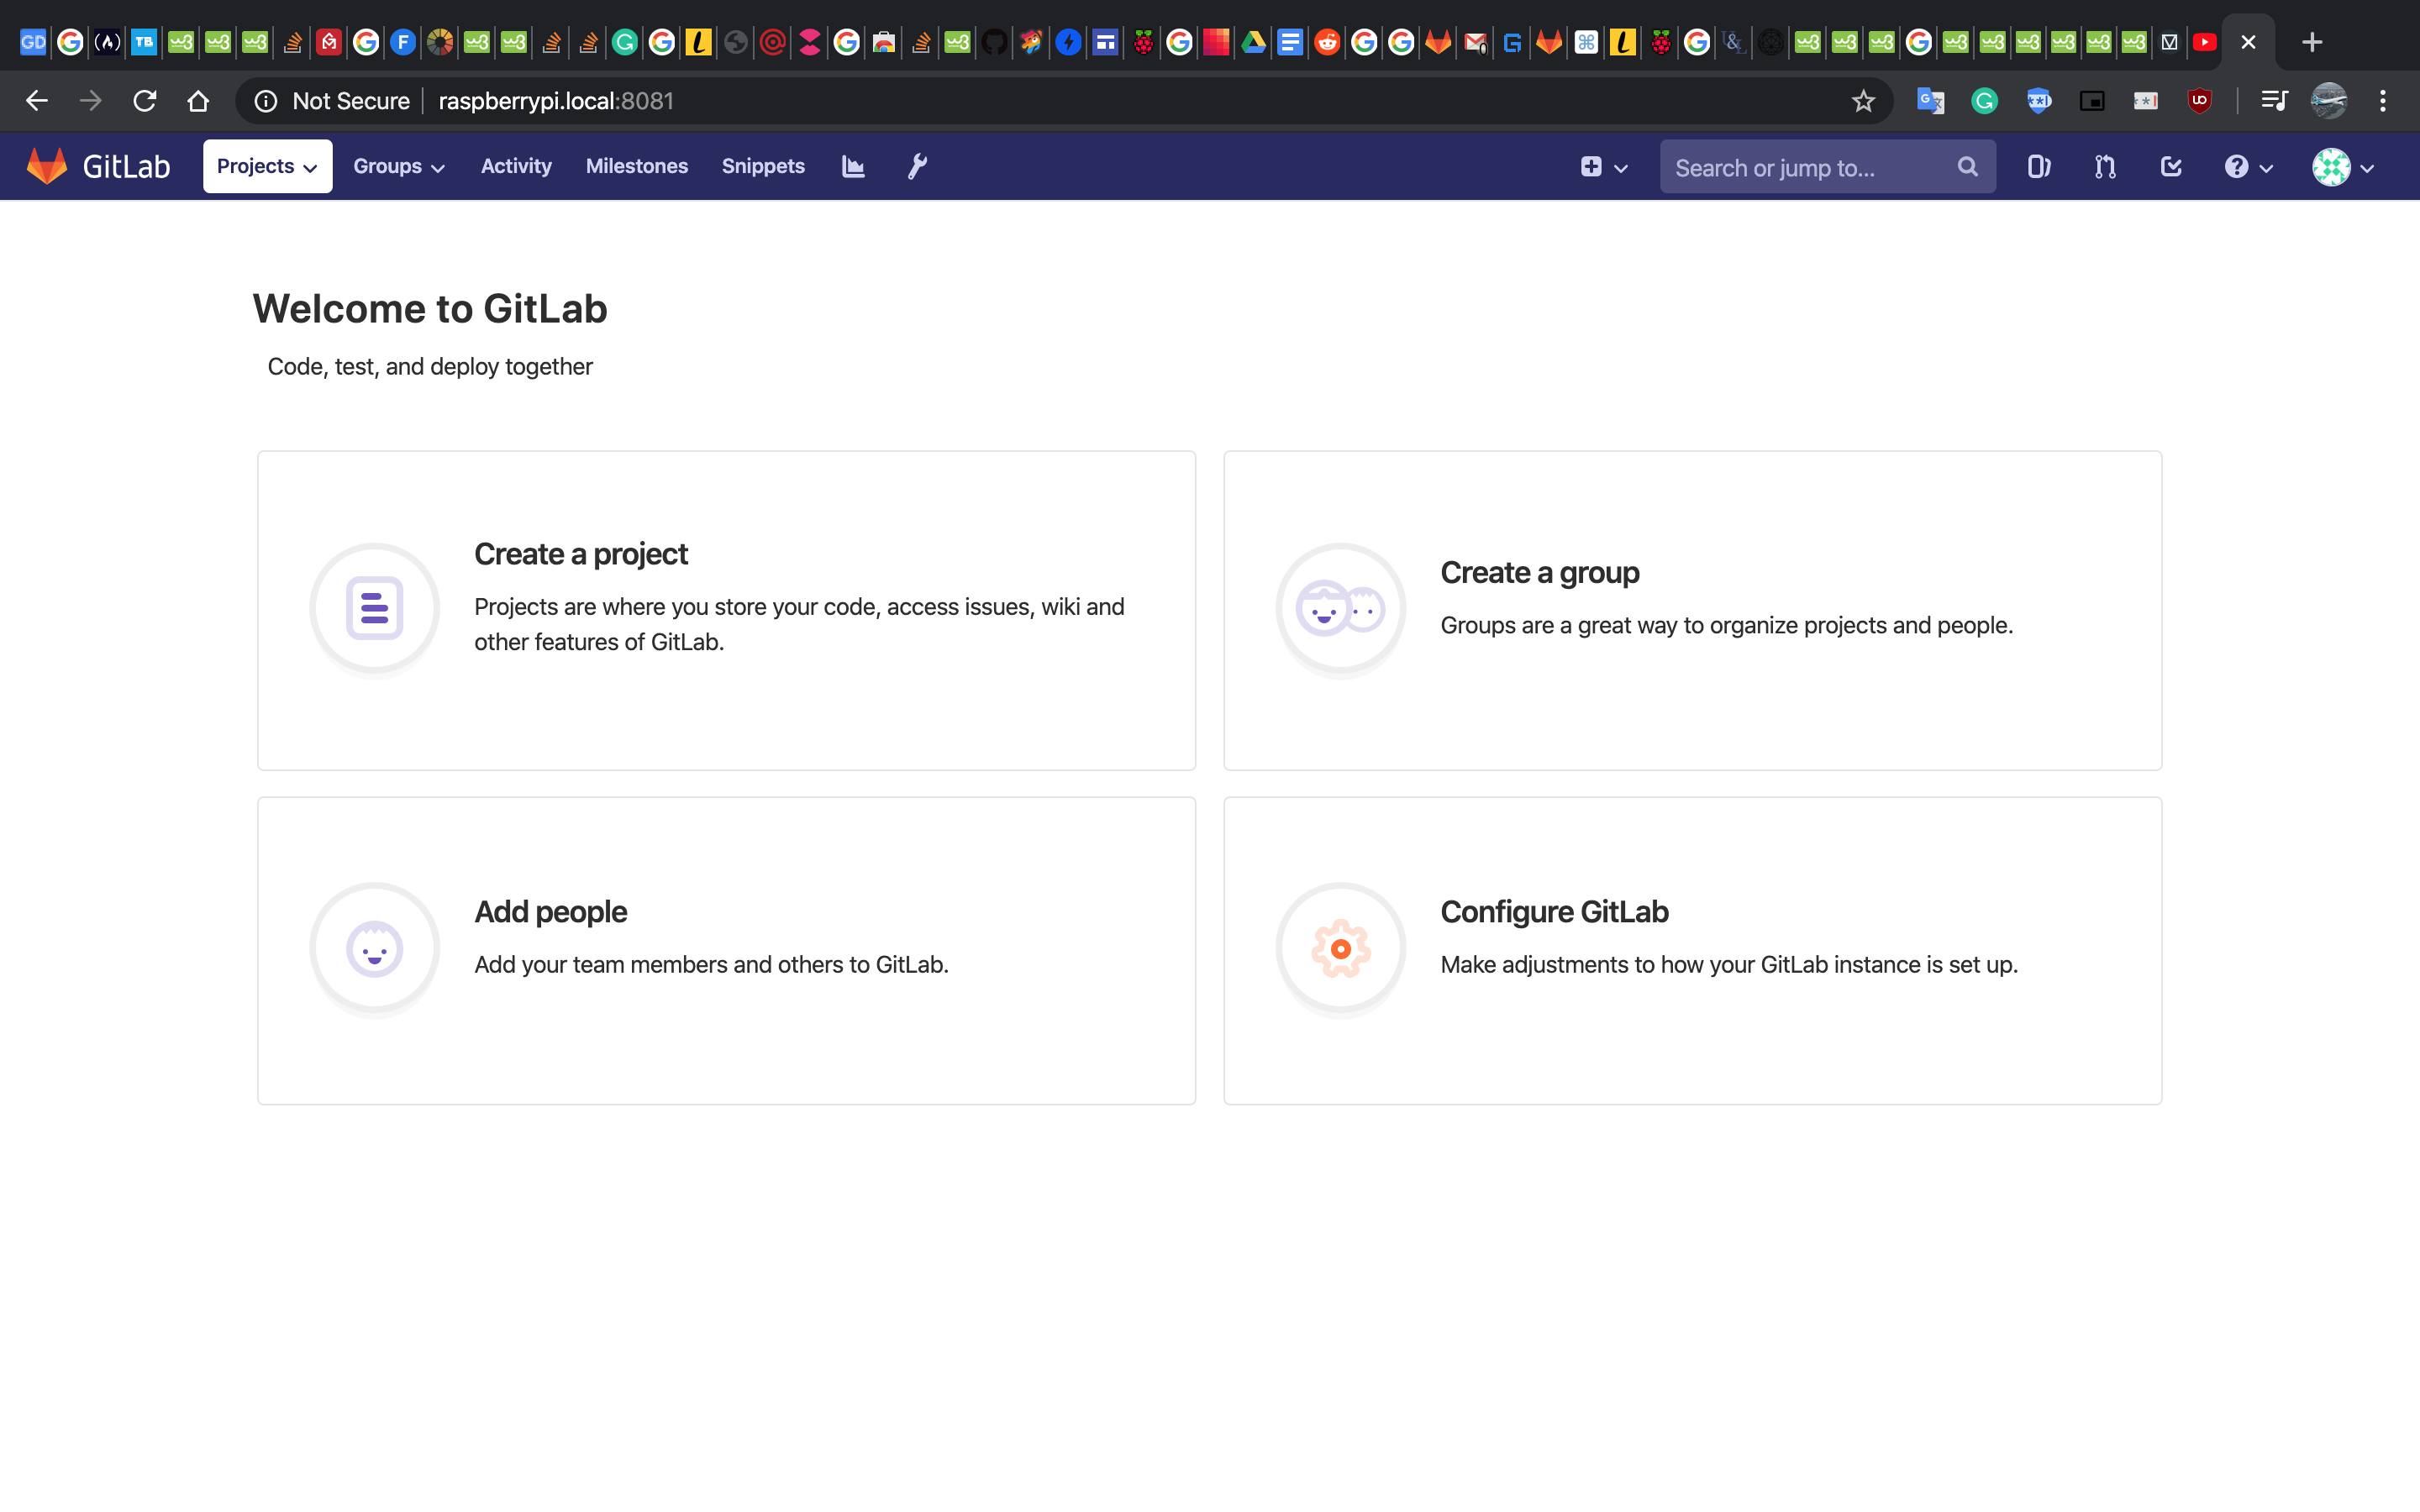 Not Secure raspberrypi.local:8081
GitLab Projects Groups Activity Milestones Snippets Search or jump to...
Welcome to GitLab
Code, test, and deploy together
Create a project
Projects are where you store your code, access issues, wiki and
other features of GitLab.
Create a group
Groups are a great way to organize projects and people.
Add people
Add your team members and others to GitLab.
Configure GitLab
Make adjustments to how your GitLab instance is set up.